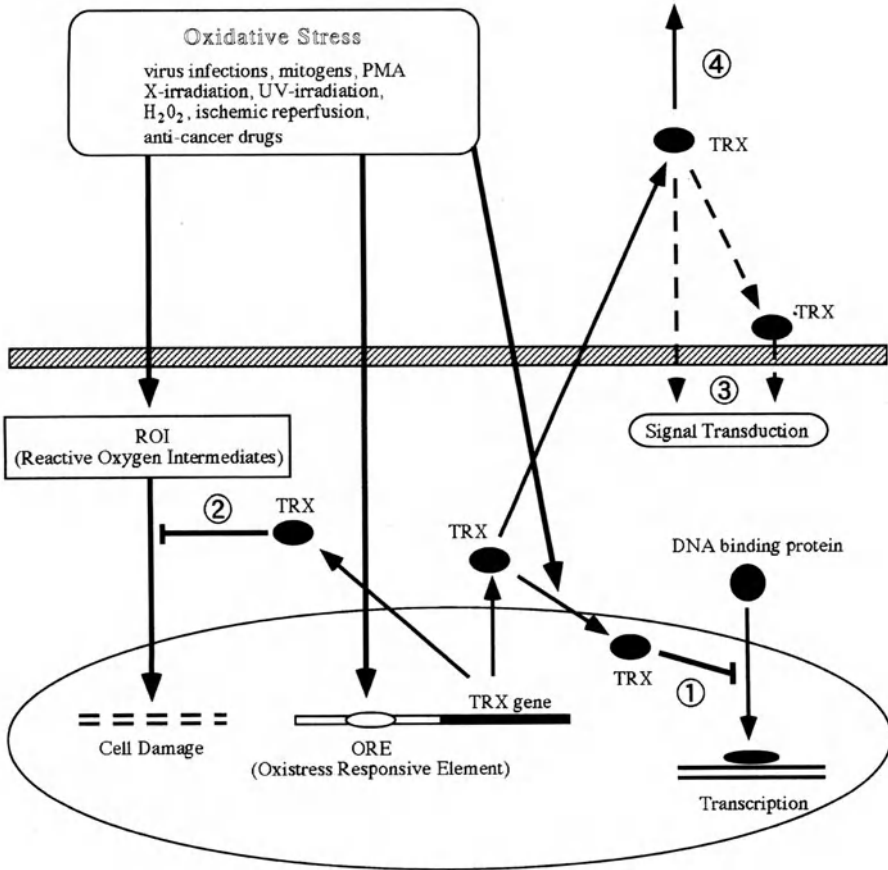 Oxidative Stress
virus infections, mitogens, PMA
X-irradiation, UV-irradiation,
H₂O₂, ischemic reperfusion,
anti-cancer drugs
④
TRX
TRX
③
Signal Transduction
ROI
(Reactive Oxygen Intermediates)
②
TRX
TRX
DNA binding protein
TRX
①
TRX gene
Cell Damage
ORE
(Oxistress Responsive Element)
Transcription